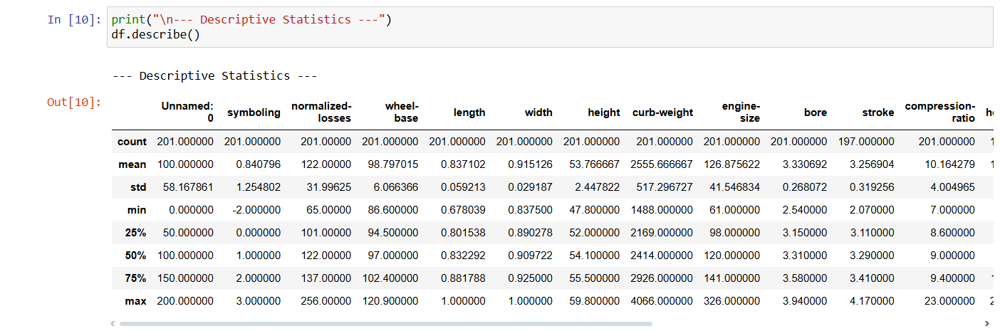 In [10]: print("\n--- Descriptive Statistics ---")
df.describe()
--- Descriptive Statistics ---
Out[10]:
Unnamed: 0 symboling normalized-losses wheel-base length width height curb-weight engine-size bore stroke compression-ratio
count 201.000000 201.000000 201.00000 201.000000 201.000000 201.000000 201.000000 201.000000 201.000000 201.000000 197.000000 201.000000
mean 100.000000 0.840796 122.00000 98.797015 0.837102 0.915126 53.766667 2555.666667 126.875622 3.330692 3.256904 10.164279
std 58.167861 1.254802 31.99625 6.066366 0.059213 0.029187 2.447822 517.296727 41.546834 0.268072 0.319256 4.004965
min 0.000000 -2.000000 65.00000 86.600000 0.678039 0.837500 47.800000 1488.000000 61.000000 2.540000 2.070000 7.000000
25% 50.000000 0.000000 101.00000 94.500000 0.801538 0.890278 52.000000 2169.000000 98.000000 3.150000 3.110000 8.600000
50% 100.000000 1.000000 122.00000 97.000000 0.832292 0.909722 54.100000 2414.000000 120.000000 3.310000 3.290000 9.000000
75% 150.000000 2.000000 137.00000 102.400000 0.881788 0.925000 55.500000 2926.000000 141.000000 3.580000 3.410000 9.400000
max 200.000000 3.000000 256.00000 120.900000 1.000000 1.000000 59.800000 4066.000000 326.000000 3.940000 4.170000 23.000000